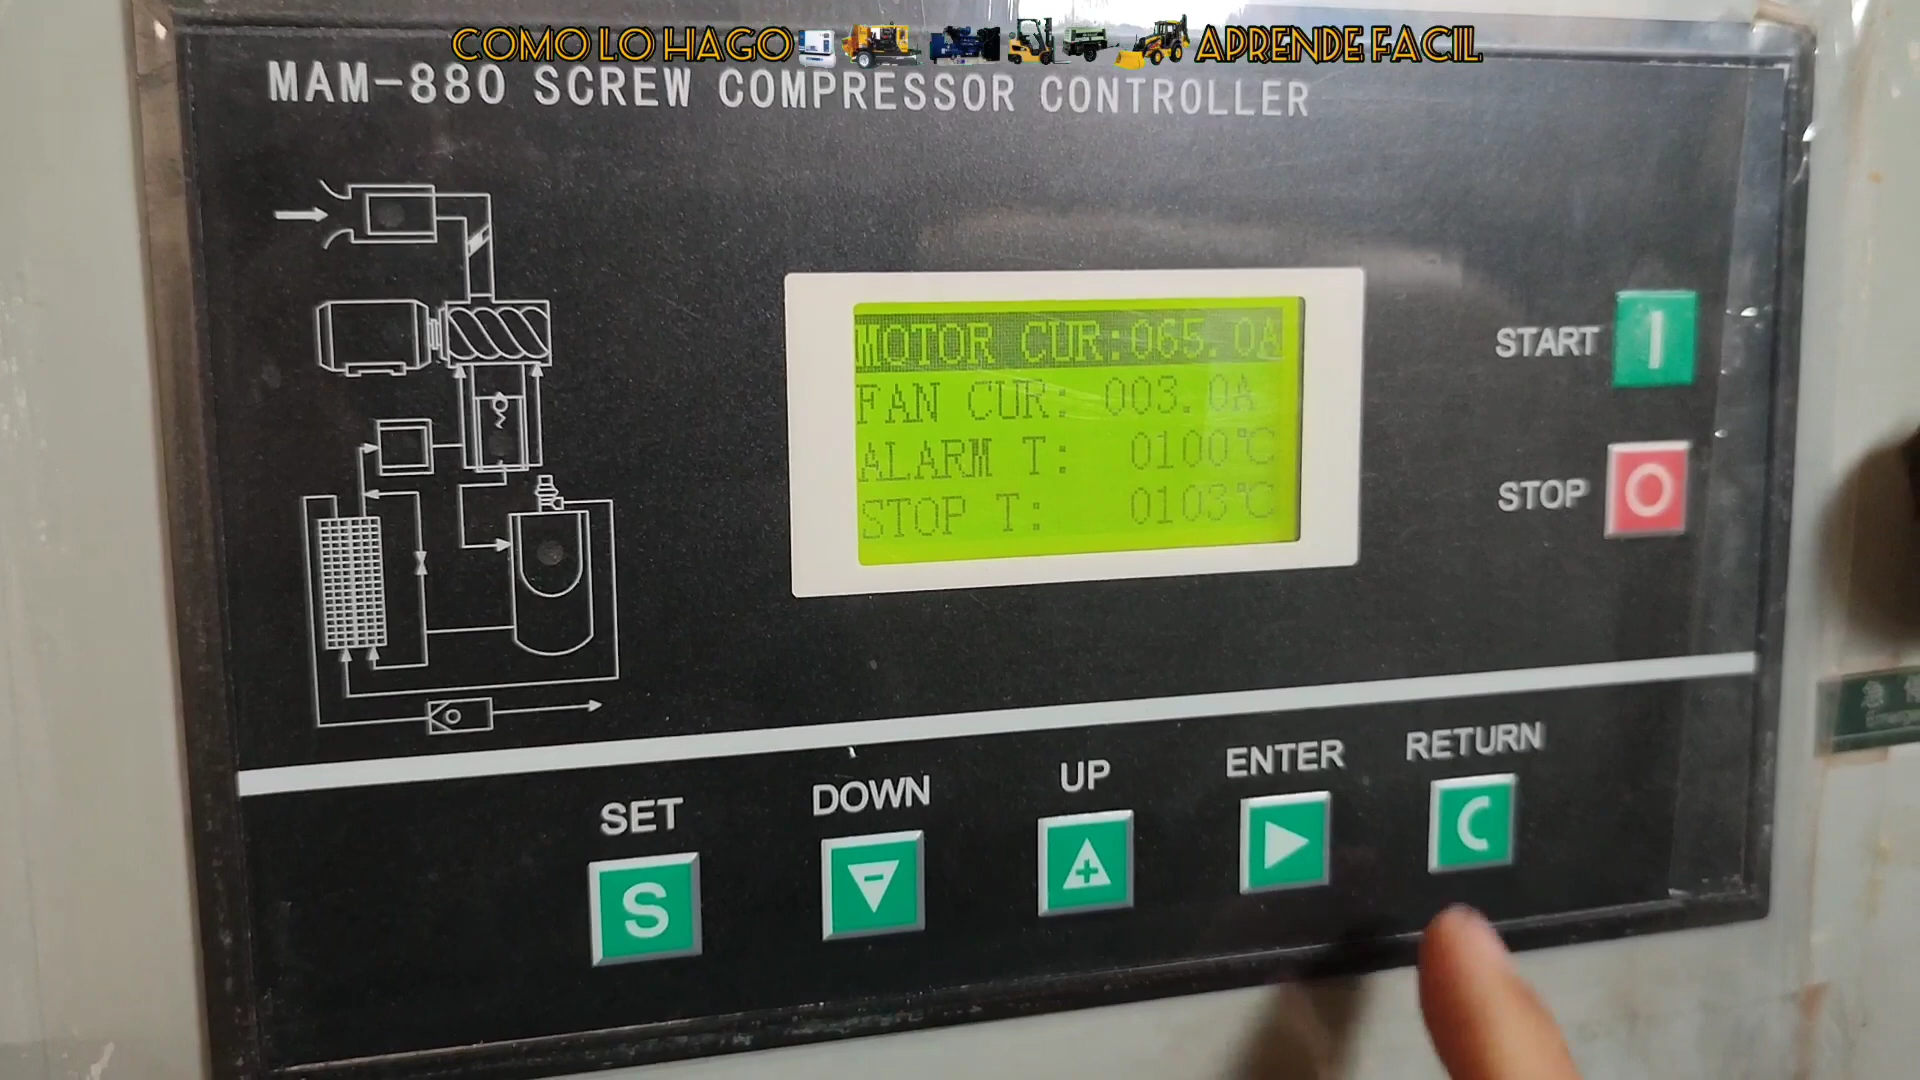 COMO LO HAGO APRENDE FACIL
MAM-880 SCREW COMPRESSOR CONTROLLER
MOTOR CUR:065.0A
FAN CUR: 003.0A
ALARM T: 0100℃
STOP T: 0103℃
START
STOP
SET
DOWN
UP
ENTER
RETURN
S